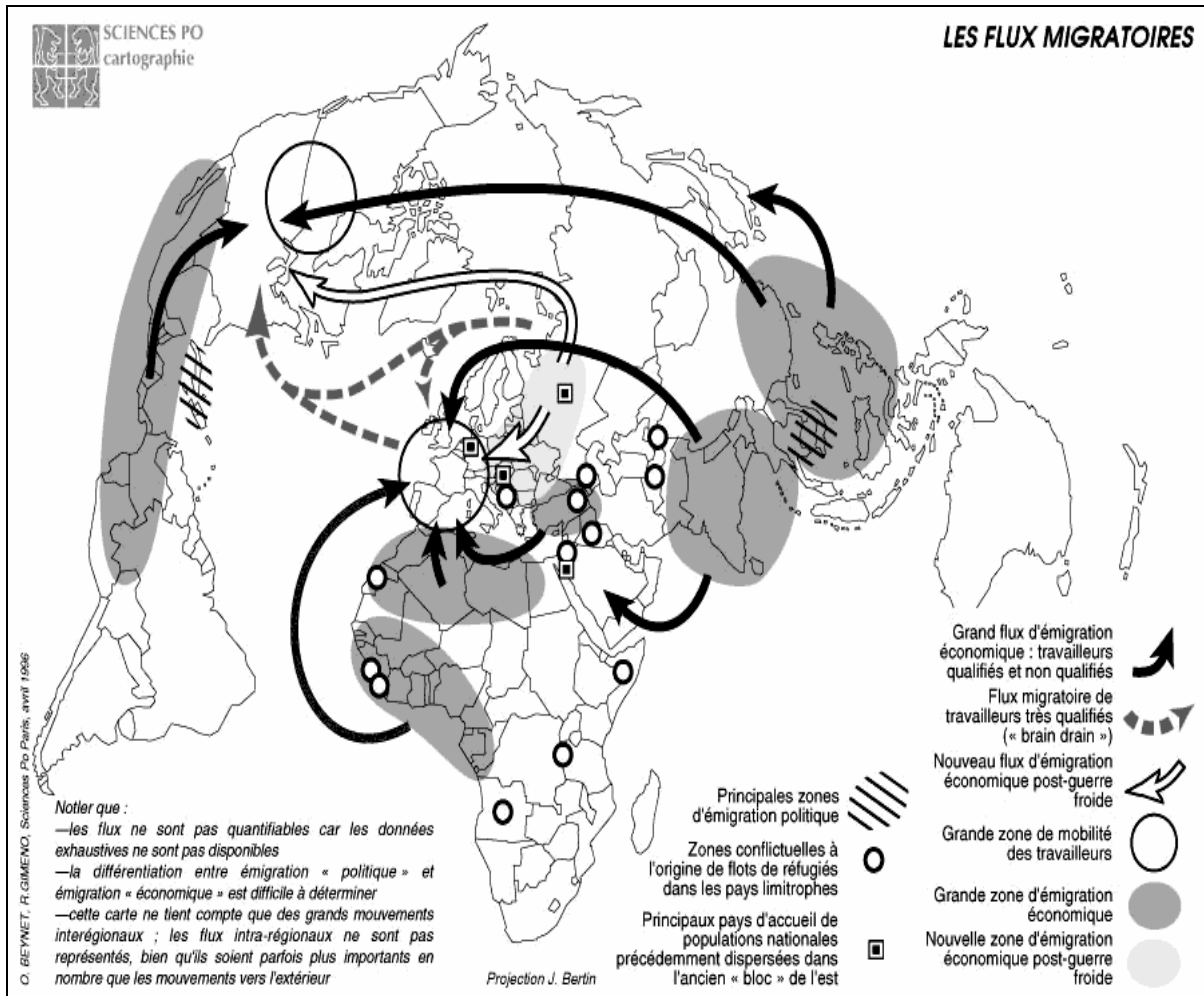 SCIENCES PO
cartographie
LES FLUX MIGRATOIRES
O. BEYNET, R.GIMENO, Sciences Po Paris, avril 1996
Notler que :
—les flux ne sont pas quantifiables car les données
exhaustives ne sont pas disponibles
—la différentiation entre émigration « politique » et
émigration « économique » est difficile à déterminer
—cette carte ne tient compte que des grands mouvements
interégionaux ; les flux intra-régionaux ne sont pas
représentés, bien qu'ils soient parfois plus importants en
nombre que les mouvements vers l'extérieur
Projection J. Bertin
Principales zones
d'émigration politique
Zones conflictuelles à
l'origine de flots de réfugiés
dans les pays limitrophes
Principaux pays d'accueil de
populations nationales
précédemment dispersées dans
l'ancien « bloc » de l'est
Grand flux d'émigration
économique : travailleurs
qualifiés et non qualifiés
Flux migratoire de
travailleurs très qualifiés
(« brain drain »)
Nouveau flux d'émigration
économique post-guerre
froide
Grande zone de mobilité
des travailleurs
Grande zone d'émigration
économique
Nouvelle zone d'émigration
économique post-guerre
froide